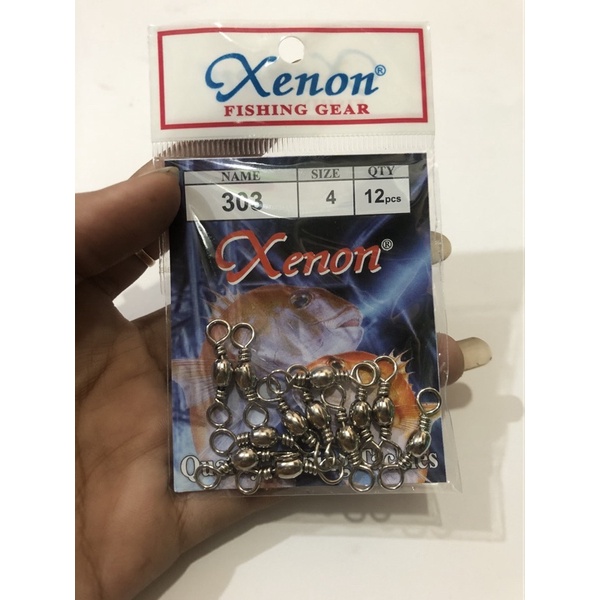 Xenon®
FISHING GEAR
NAME SIZE QTY
303 4 12pcs
Xenon®